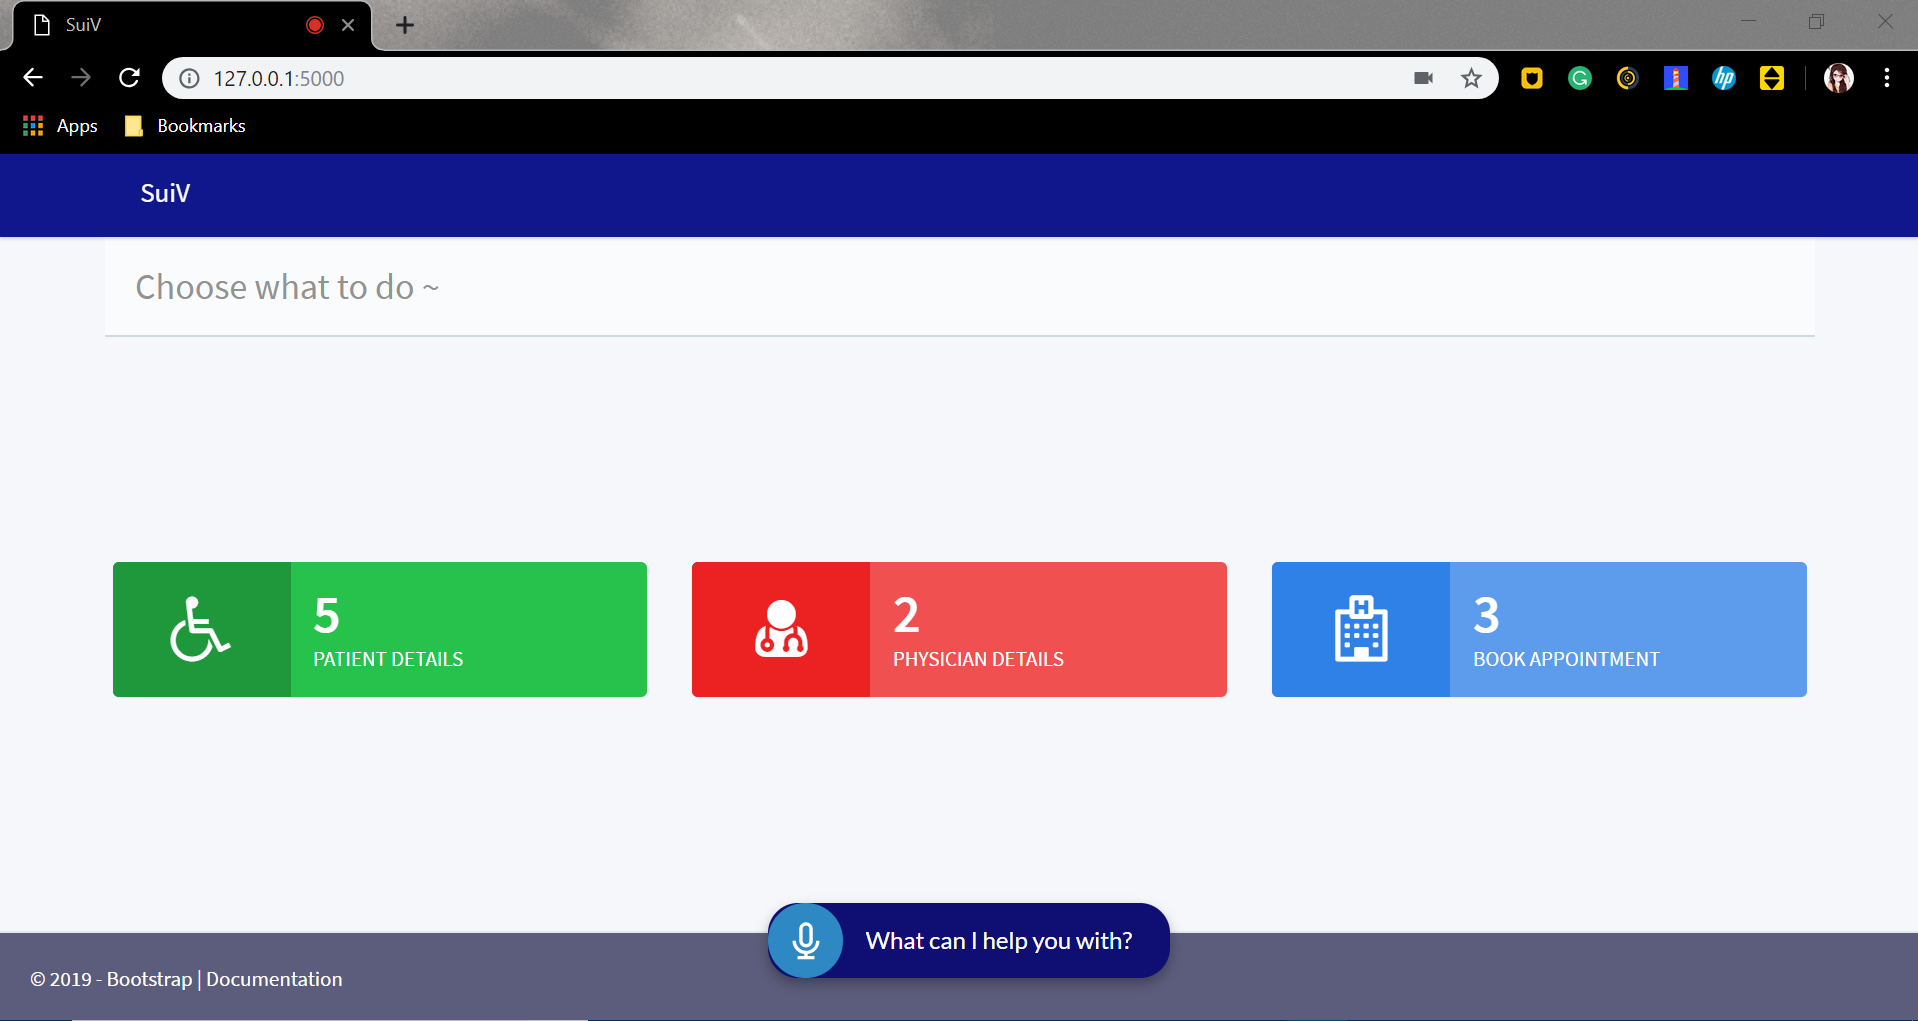 SuiV
127.0.0.1:5000
hp
Apps
Bookmarks
SuiV
Choose what to do ~
5
PATIENT DETAILS
2
PHYSICIAN DETAILS
H
3
BOOK APPOINTMENT
What can I help you with?
© 2019 - Bootstrap | Documentation